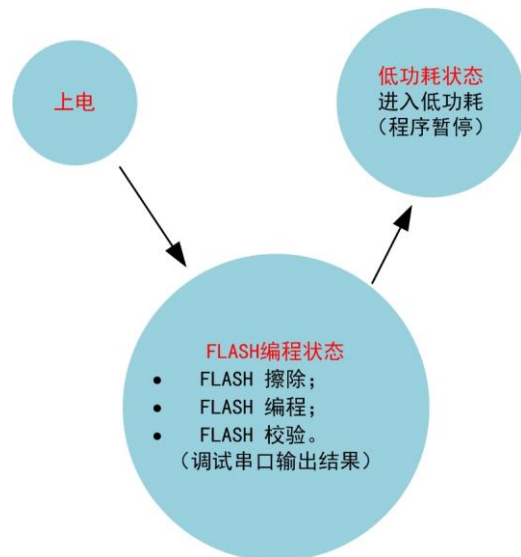 上电
低功耗状态
进入低功耗
（程序暂停）
FLASH编程状态
• FLASH 擦除；
• FLASH 编程；
• FLASH 校验。
（调试串口输出结果）